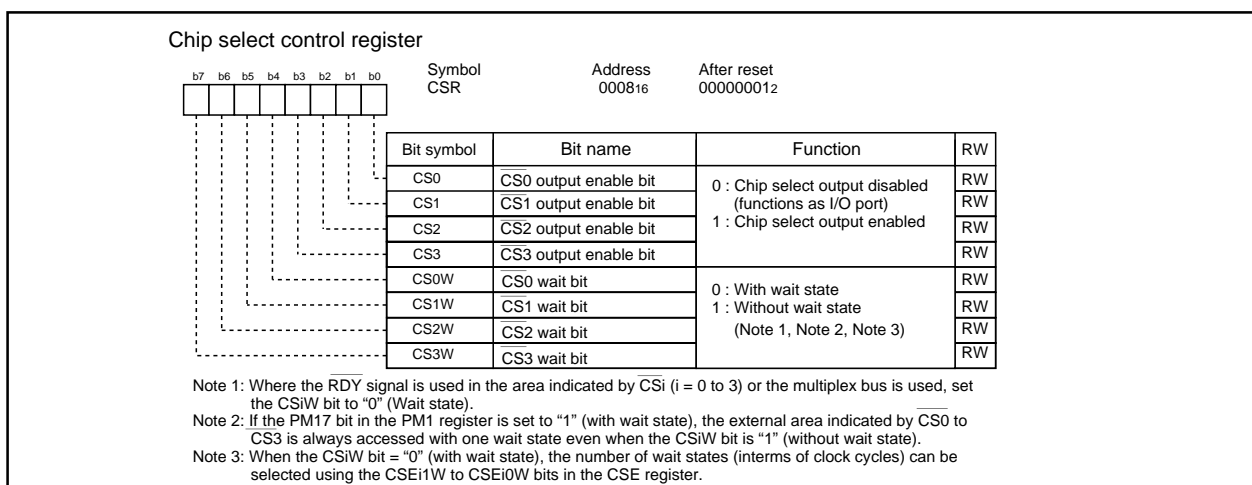 Chip select control register
b7 b6 b5 b4 b3 b2 b1 b0
Symbol Address After reset
CSR 000816 000000012
Bit symbol Bit name Function RW
CS0 CS0 output enable bit 0 : Chip select output disabled RW
CS1 CS1 output enable bit (functions as I/O port) RW
CS2 CS2 output enable bit 1 : Chip select output enabled RW
CS3 CS3 output enable bit RW
CS0W CS0 wait bit 0 : With wait state RW
CS1W CS1 wait bit 1 : Without wait state RW
CS2W CS2 wait bit (Note 1, Note 2, Note 3) RW
CS3W CS3 wait bit RW
Note 1: Where the RDY signal is used in the area indicated by CSi (i = 0 to 3) or the multiplex bus is used, set
the CSiW bit to “0” (Wait state).
Note 2: If the PM17 bit in the PM1 register is set to “1” (with wait state), the external area indicated by CS0 to
CS3 is always accessed with one wait state even when the CSiW bit is “1” (without wait state).
Note 3: When the CSiW bit = “0” (with wait state), the number of wait states (interms of clock cycles) can be
selected using the CSEi1W to CSEi0W bits in the CSE register.